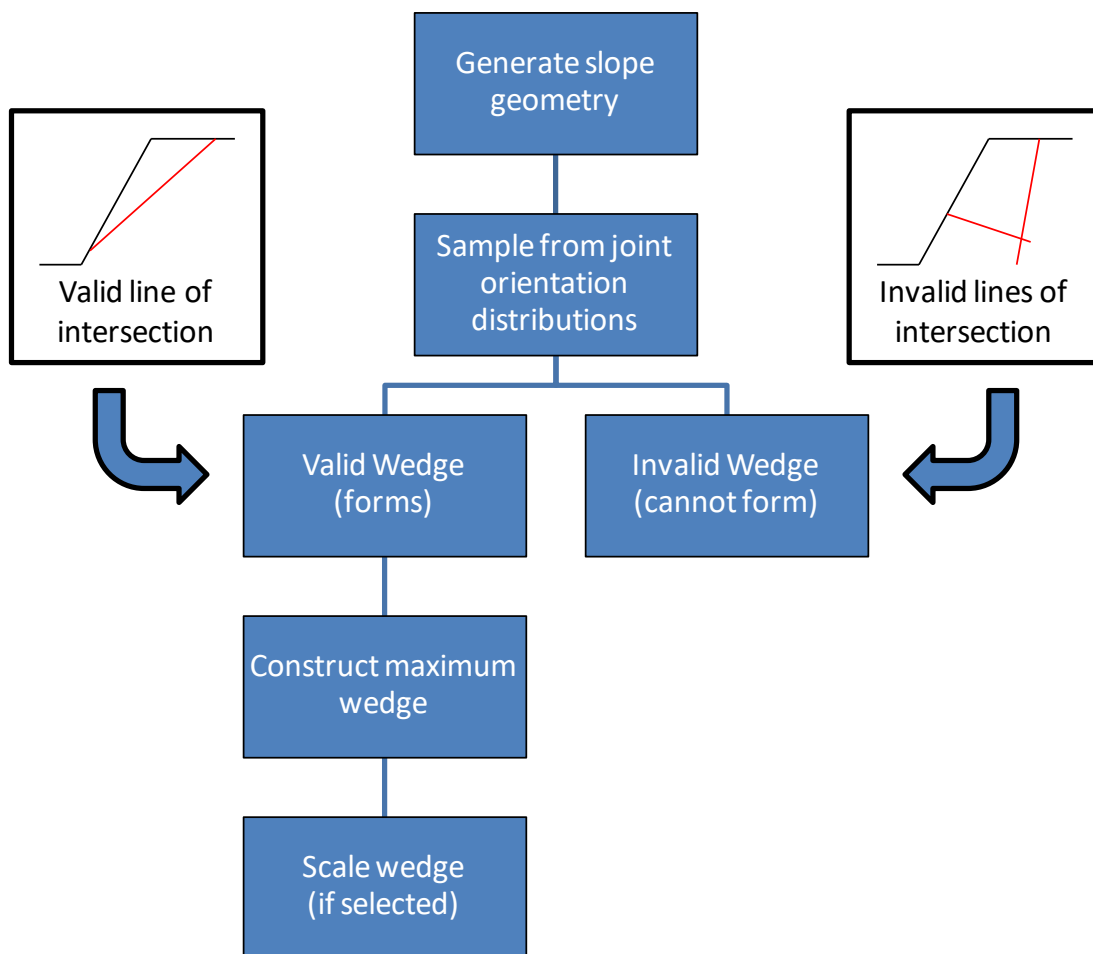 Generate slope
geometry
Valid line of
intersection
Sample from joint
orientation
distributions
Invalid lines of
intersection
Valid Wedge
(forms)
Invalid Wedge
(cannot form)
Construct maximum
wedge
Scale wedge
(if selected)